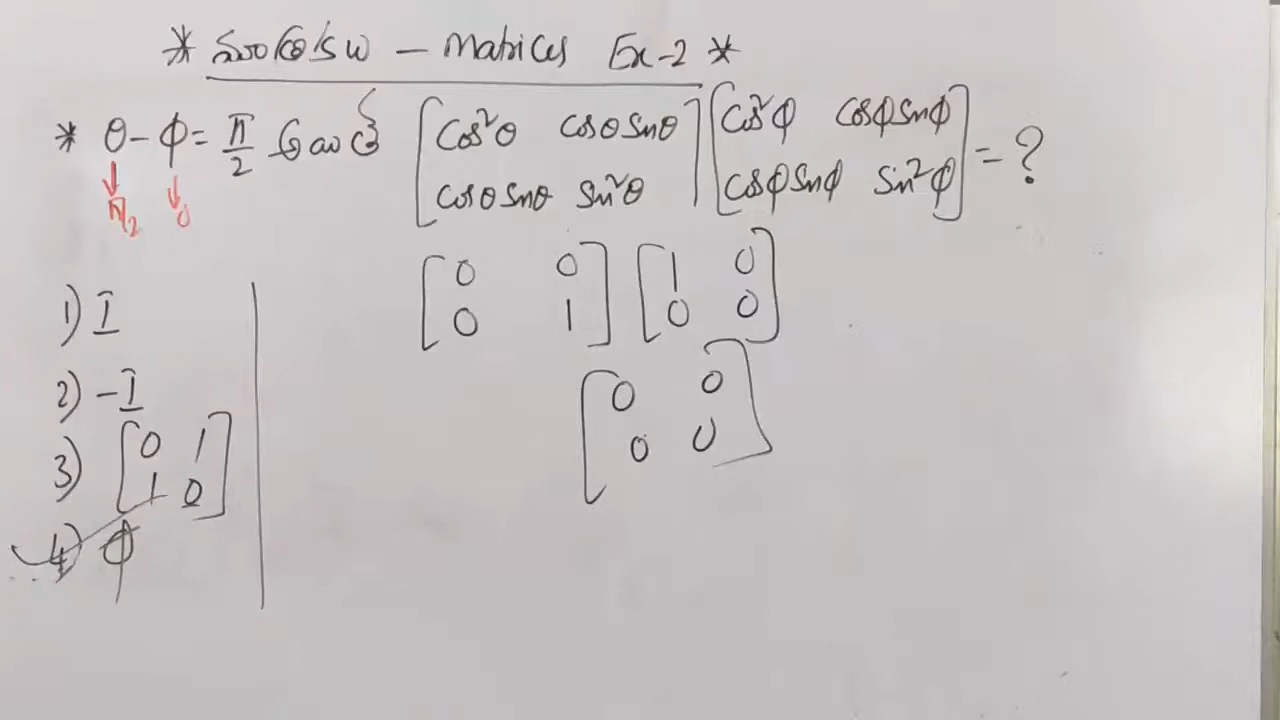 * మాత్రికలు – Matrices Ex-2 *
* θ - φ = π/2 అయితే [cos²θ cosθ sinθ] [cos²φ cosφ sinφ] = ?
[cosθ sinθ sin²θ] [cosφ sinφ sin²φ]
π/2 0
[0 0] [1 0]
[0 1] [0 0]
1) I
[0 0]
[0 0]
2) -I
3) [0 1]
[1 0]
4) φ